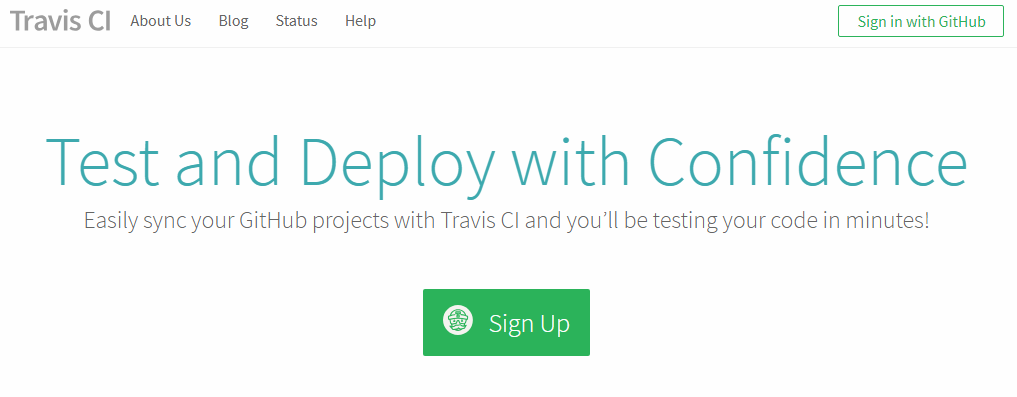 Travis CI About Us Blog Status Help Sign in with GitHub
Test and Deploy with Confidence
Easily sync your GitHub projects with Travis CI and you’ll be testing your code in minutes!
Sign Up